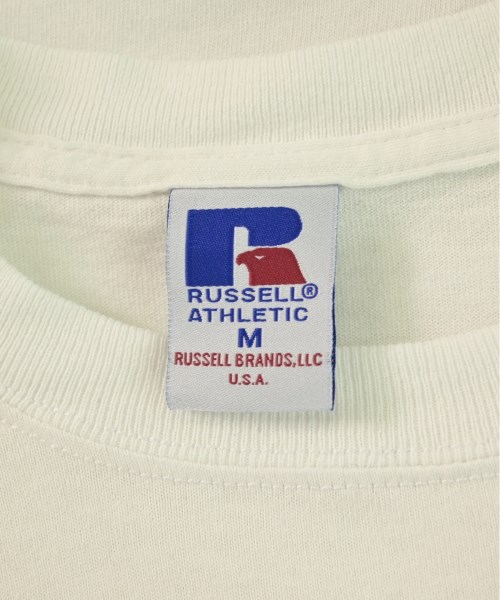 RUSSELL®
ATHLETIC
M
RUSSELL BRANDS, LLC
U.S.A.